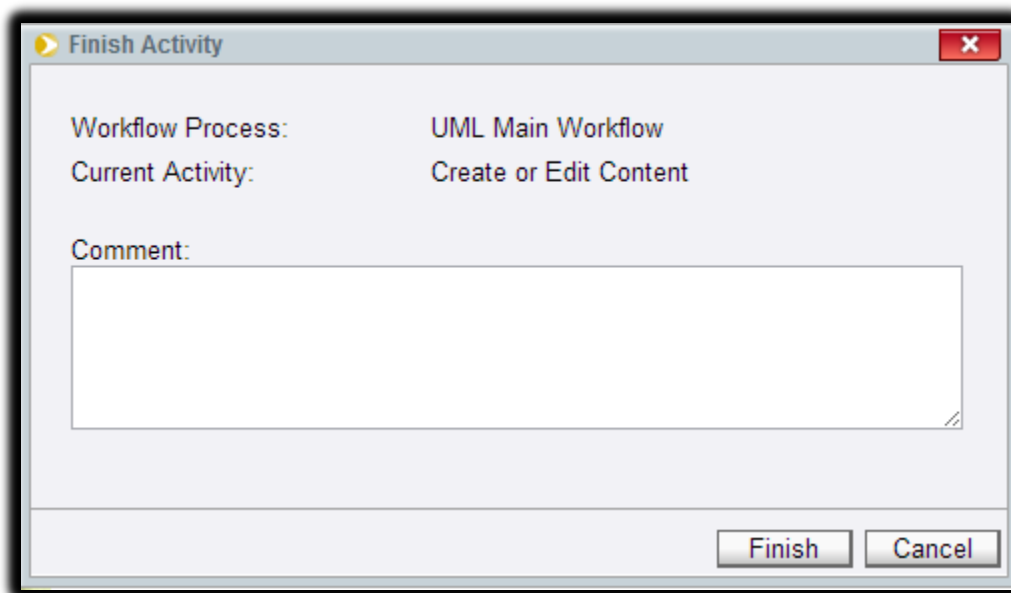 Finish Activity
Workflow Process: UML Main Workflow
Current Activity: Create or Edit Content
Comment:
Finish Cancel